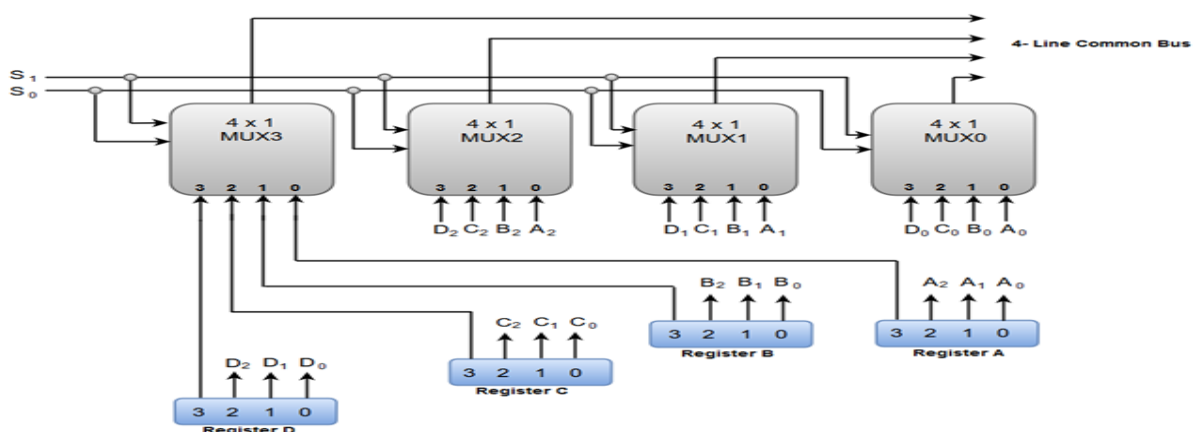 4- Line Common Bus
S₁
S₀
4 x 1 4 x 1 4 x 1 4 x 1
MUX3 MUX2 MUX1 MUX0
3 2 1 0 3 2 1 0 3 2 1 0 3 2 1 0
D₂ C₂ B₂ A₂ D₁ C₁ B₁ A₁ D₀ C₀ B₀ A₀
B₂ B₁ B₀ A₂ A₁ A₀
3 2 1 0 3 2 1 0
Register B Register A
C₂ C₁ C₀
3 2 1 0
Register C
D₂ D₁ D₀
3 2 1 0
Register D